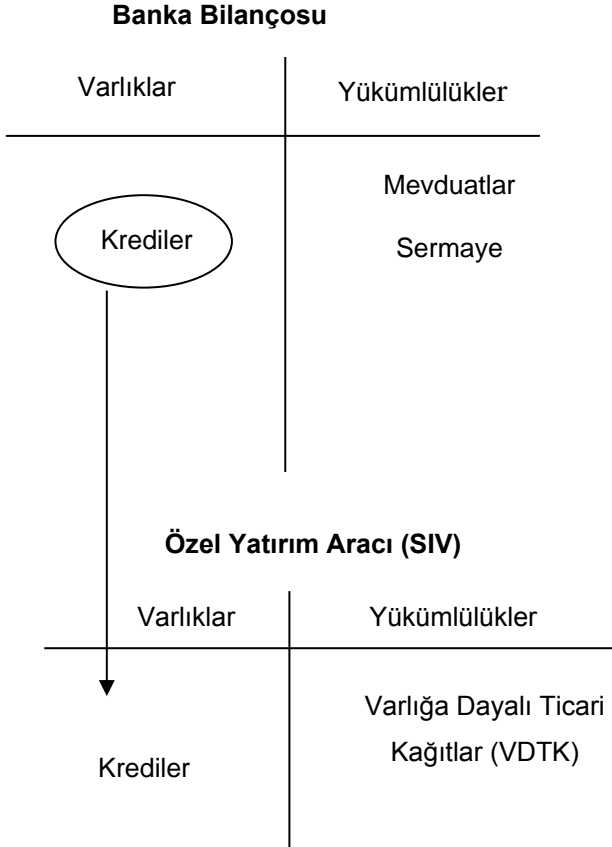 Banka Bilançosu
Varlıklar
Yükümlülükler
Mevduatlar
Krediler
Sermaye
Özel Yatırım Aracı (SIV)
Varlıklar
Yükümlülükler
Varlığa Dayalı Ticari
Kağıtlar (VDTK)
Krediler